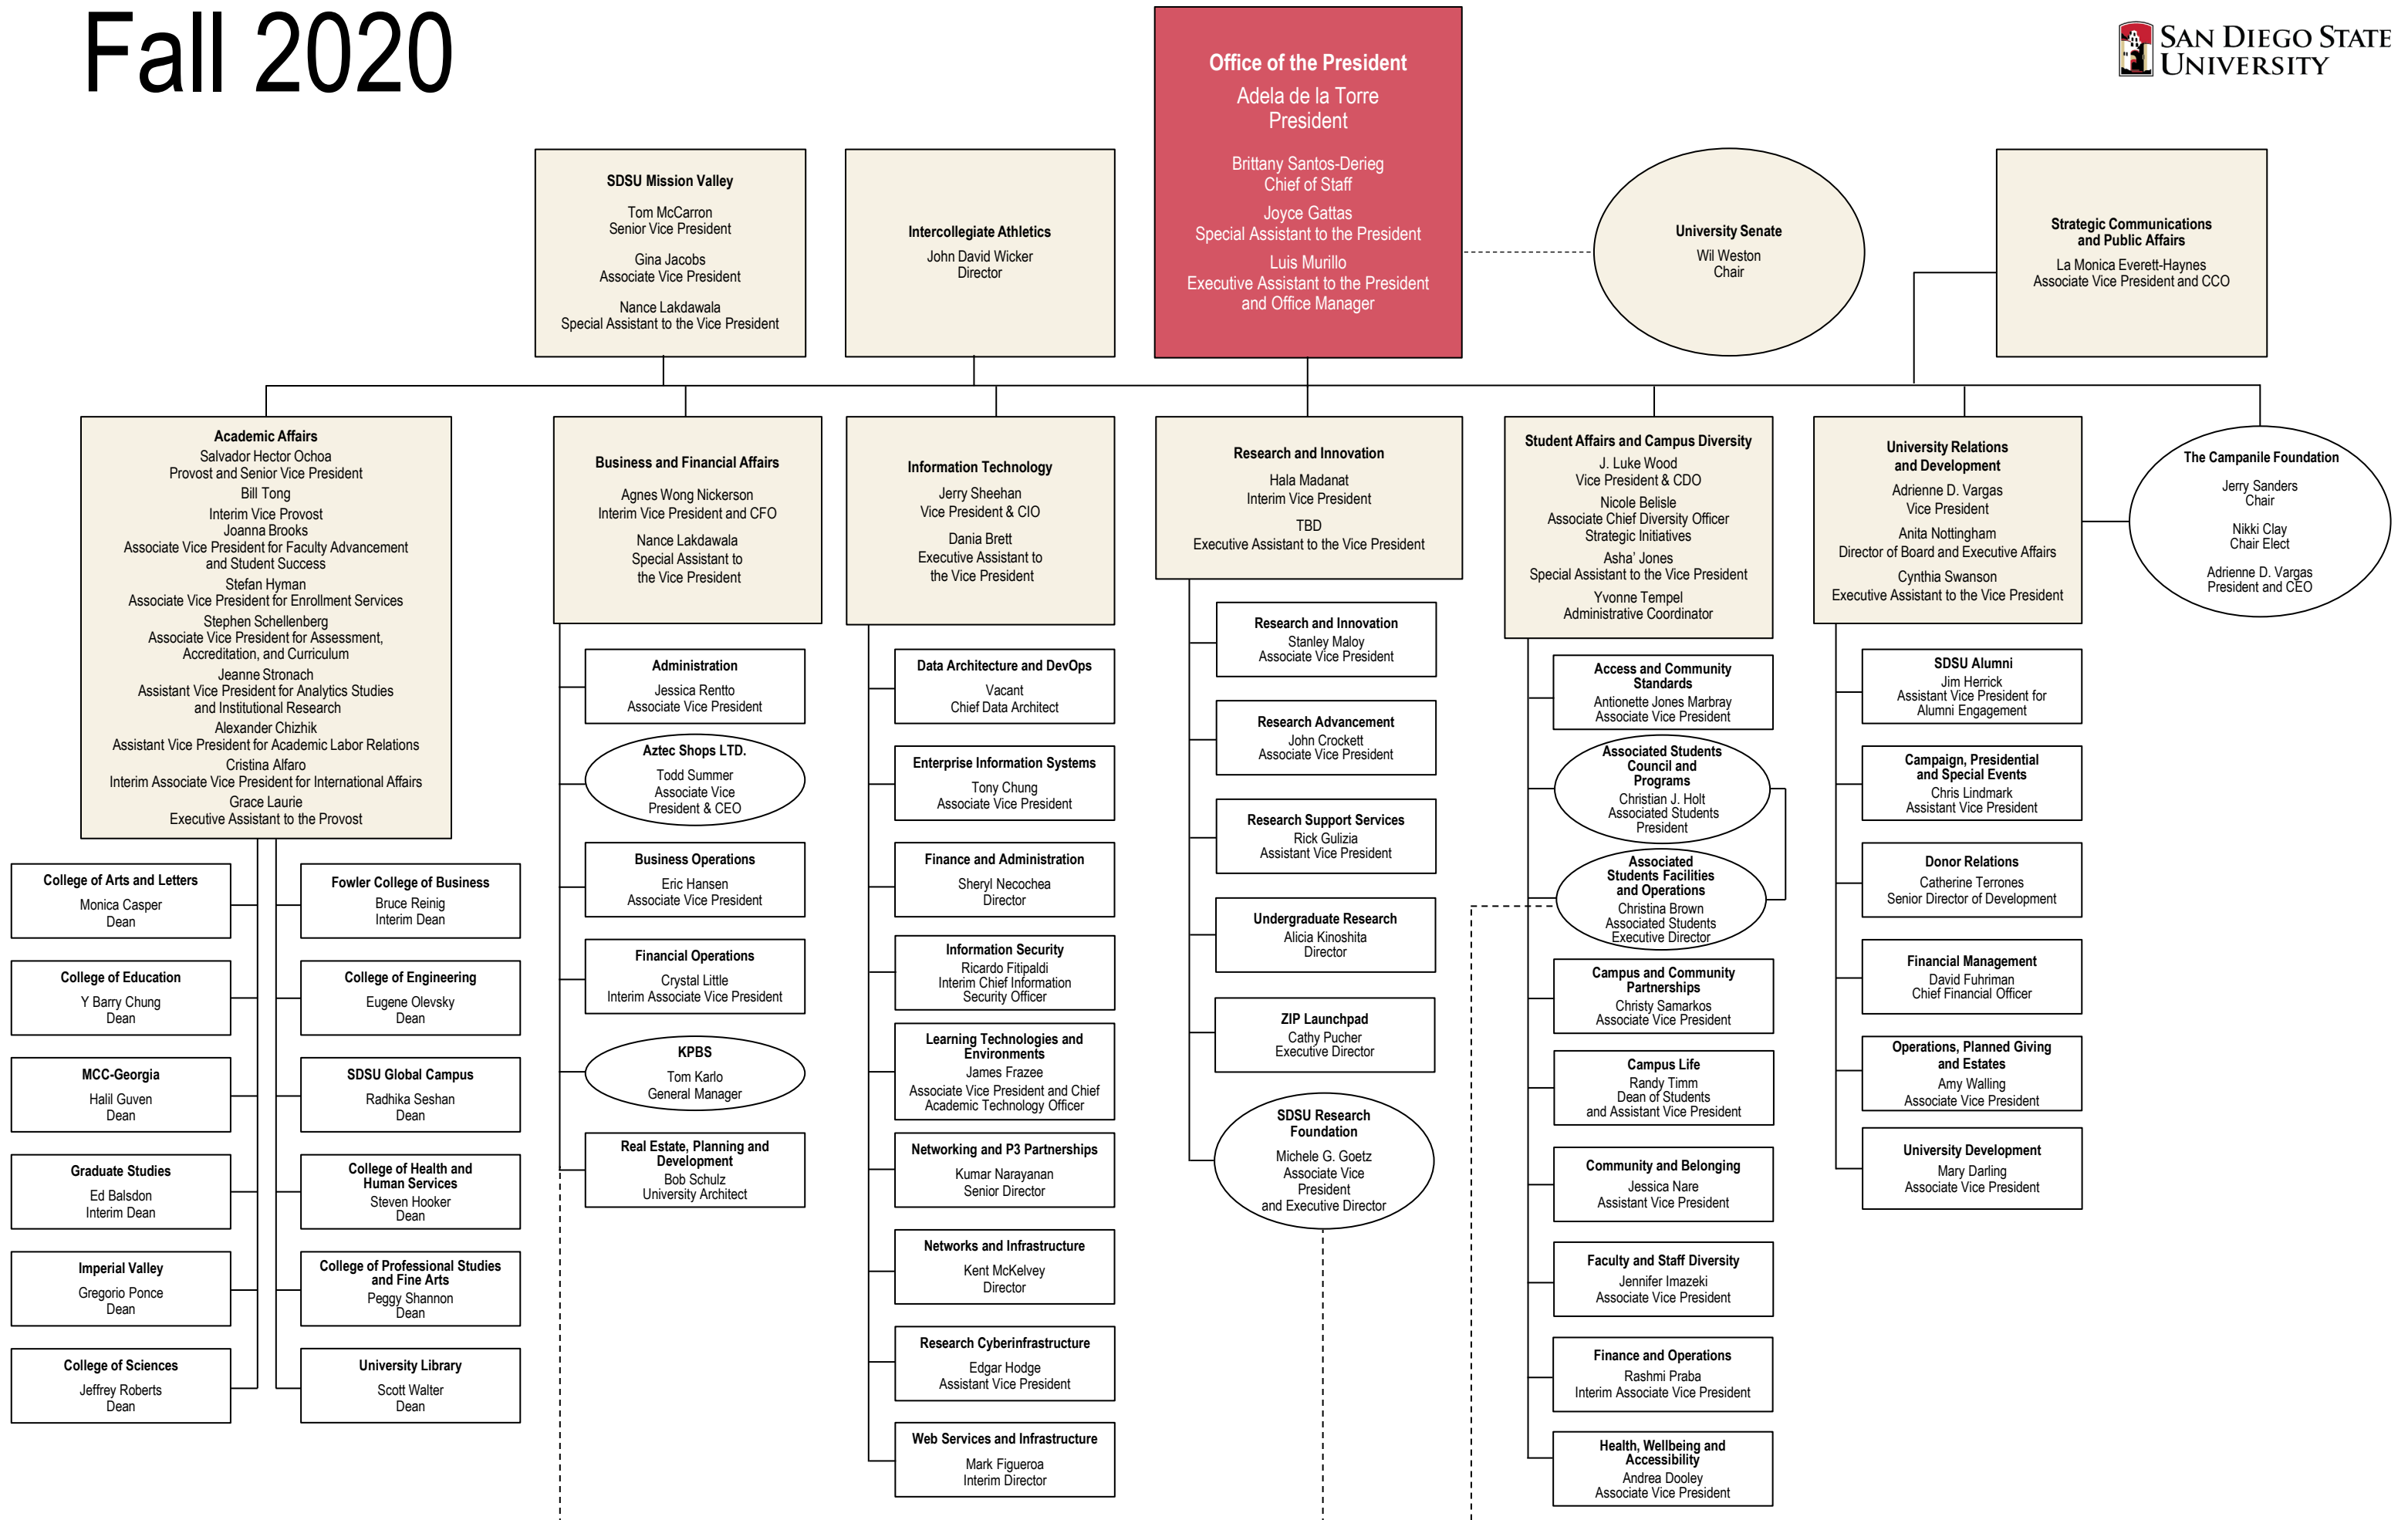 Fall 2020
SAN DIEGO STATE
UNIVERSITY
Office of the President
Adela de la Torre
President
Brittany Santos-Derieg
Chief of Staff
Joyce Gattas
Special Assistant to the President
Luis Murillo
Executive Assistant to the President
and Office Manager
SDSU Mission Valley
Tom McCarron
Senior Vice President
Gina Jacobs
Associate Vice President
Nance Lakdawala
Special Assistant to the Vice President
Intercollegiate Athletics
John David Wicker
Director
University Senate
Wil Weston
Chair
Strategic Communications
and Public Affairs
La Monica Everett-Haynes
Associate Vice President and CCO
Academic Affairs
Salvador Hector Ochoa
Provost and Senior Vice President
Bill Tong
Interim Vice Provost
Joanna Brooks
Associate Vice President for Faculty Advancement
and Student Success
Stefan Hyman
Associate Vice President for Enrollment Services
Stephen Schellenberg
Associate Vice President for Assessment,
Accreditation, and Curriculum
Jeanne Stronach
Assistant Vice President for Analytics Studies
and Institutional Research
Alexander Chizhik
Assistant Vice President for Academic Labor Relations
Cristina Alfaro
Interim Associate Vice President for International Affairs
Grace Laurie
Executive Assistant to the Provost
College of Arts and Letters
Monica Casper
Dean
College of Education
Y Barry Chung
Dean
MCC-Georgia
Halil Guven
Dean
Graduate Studies
Ed Balsdon
Interim Dean
Imperial Valley
Gregorio Ponce
Dean
College of Sciences
Jeffrey Roberts
Dean
Fowler College of Business
Bruce Reinig
Interim Dean
College of Engineering
Eugene Olevsky
Dean
SDSU Global Campus
Radhika Seshan
Dean
College of Health and
Human Services
Steven Hooker
Dean
College of Professional Studies
and Fine Arts
Peggy Shannon
Dean
University Library
Scott Walter
Dean
Business and Financial Affairs
Agnes Wong Nickerson
Interim Vice President and CFO
Nance Lakdawala
Special Assistant to
the Vice President
Administration
Jessica Rentto
Associate Vice President
Aztec Shops LTD.
Todd Summer
Associate Vice
President & CEO
Business Operations
Eric Hansen
Associate Vice President
Financial Operations
Crystal Little
Interim Associate Vice President
KPBS
Tom Karlo
General Manager
Real Estate, Planning and
Development
Bob Schulz
University Architect
Information Technology
Jerry Sheehan
Vice President & CIO
Dania Brett
Executive Assistant to
the Vice President
Data Architecture and DevOps
Vacant
Chief Data Architect
Enterprise Information Systems
Tony Chung
Associate Vice President
Finance and Administration
Sheryl Necochea
Director
Information Security
Ricardo Fitipaldi
Interim Chief Information
Security Officer
Learning Technologies and
Environments
James Frazee
Associate Vice President and Chief
Academic Technology Officer
Networking and P3 Partnerships
Kumar Narayanan
Senior Director
Networks and Infrastructure
Kent McKelvey
Director
Research Cyberinfrastructure
Edgar Hodge
Assistant Vice President
Web Services and Infrastructure
Mark Figueroa
Interim Director
Research and Innovation
Hala Madanat
Interim Vice President
TBD
Executive Assistant to the Vice President
Research and Innovation
Stanley Maloy
Associate Vice President
Research Advancement
John Crockett
Associate Vice President
Research Support Services
Rick Gulizia
Assistant Vice President
Undergraduate Research
Alicia Kinoshita
Director
ZIP Launchpad
Cathy Pucher
Executive Director
SDSU Research
Foundation
Michele G. Goetz
Associate Vice
President
and Executive Director
Student Affairs and Campus Diversity
J. Luke Wood
Vice President & CDO
Nicole Belisle
Associate Chief Diversity Officer
Strategic Initiatives
Asha' Jones
Special Assistant to the Vice President
Yvonne Tempel
Administrative Coordinator
Access and Community
Standards
Antionette Jones Marbray
Associate Vice President
Associated Students
Council and
Programs
Christian J. Holt
Associated Students
President
Associated
Students Facilities
and Operations
Christina Brown
Associated Students
Executive Director
Campus and Community
Partnerships
Christy Samarkos
Associate Vice President
Campus Life
Randy Timm
Dean of Students
and Assistant Vice President
Community and Belonging
Jessica Nare
Assistant Vice President
Faculty and Staff Diversity
Jennifer Imazeki
Associate Vice President
Finance and Operations
Rashmi Praba
Interim Associate Vice President
Health, Wellbeing and
Accessibility
Andrea Dooley
Associate Vice President
University Relations
and Development
Adrienne D. Vargas
Vice President
Anita Nottingham
Director of Board and Executive Affairs
Cynthia Swanson
Executive Assistant to the Vice President
SDSU Alumni
Jim Herrick
Assistant Vice President for
Alumni Engagement
Campaign, Presidential
and Special Events
Chris Lindmark
Assistant Vice President
Donor Relations
Catherine Terrones
Senior Director of Development
Financial Management
David Fuhriman
Chief Financial Officer
Operations, Planned Giving
and Estates
Amy Walling
Associate Vice President
University Development
Mary Darling
Associate Vice President
The Campanile Foundation
Jerry Sanders
Chair
Nikki Clay
Chair Elect
Adrienne D. Vargas
President and CEO